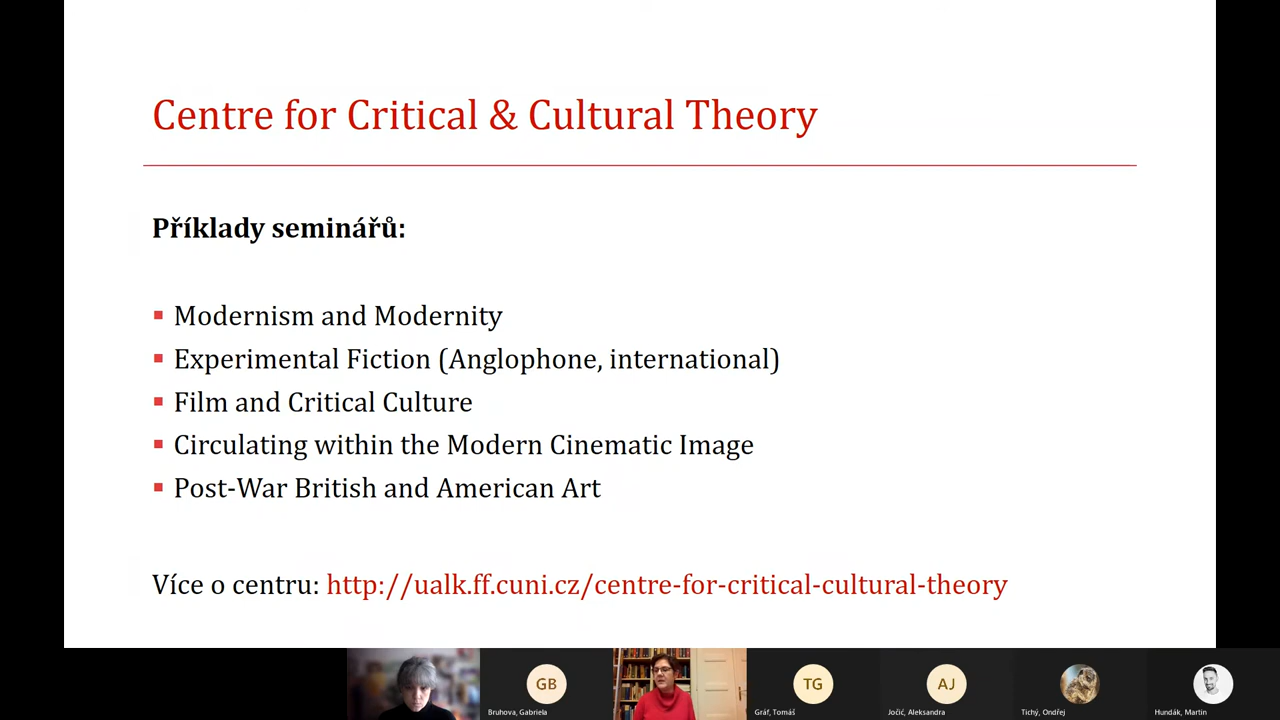 Centre for Critical & Cultural Theory
Příklady seminářů:
Modernism and Modernity
Experimental Fiction (Anglophone, international)
Film and Critical Culture
Circulating within the Modern Cinematic Image
Post-War British and American Art
Více o centru: http://ualk.ff.cuni.cz/centre-for-critical-cultural-theory
GB
TG
AJ
Bruhova, Gabriela
Gráf, Tomáš
Jočić, Aleksandra
Tichý, Ondřej
Hundák, Martin